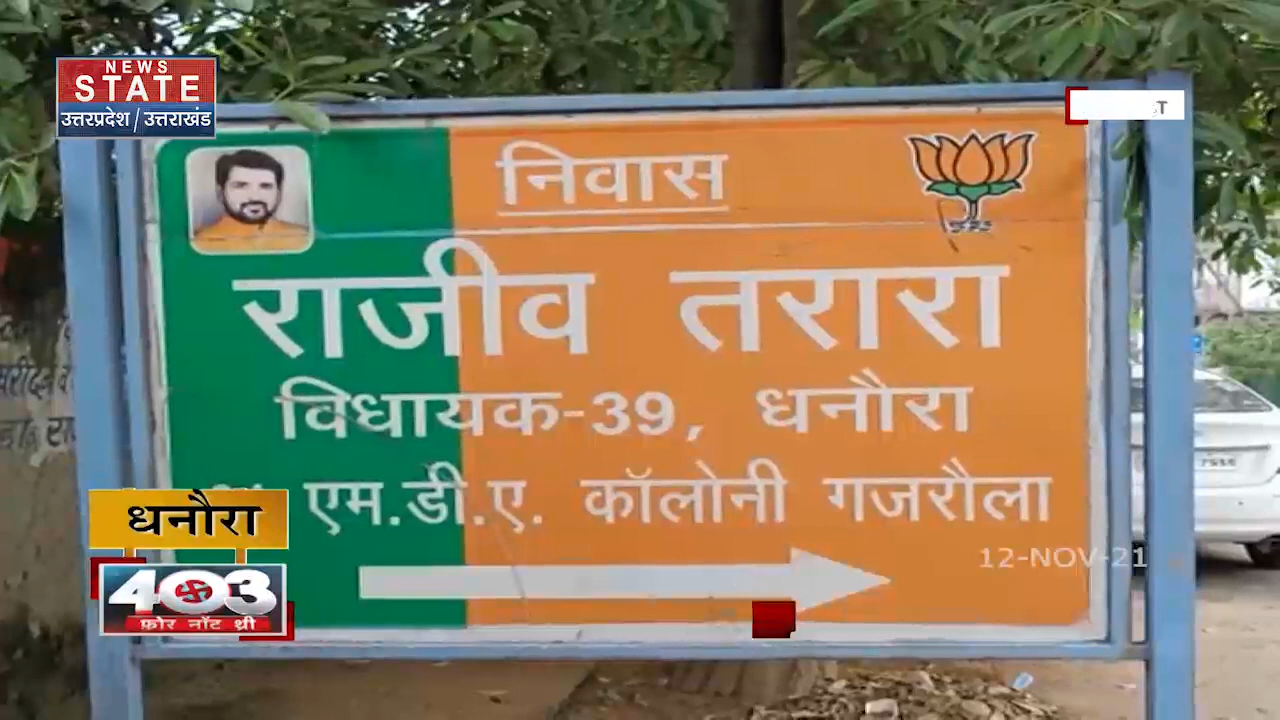 NEWS
STATE
उत्तरप्रदेश / उत्तराखंड
T
निवास
राजीव तरारा
विधायक-39, धनौरा
एम.डी.ए. कॉलोनी गजरौला
12-NOV-21
धनौरा
403
फ़ोर नॉट थ्री